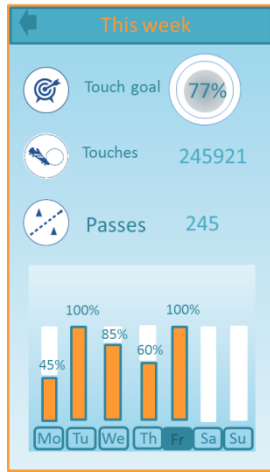 This week
Touch goal 77%
Touches 245921
Passes 245
100% 100%
85%
60%
45%
Mo Tu We Th Fr Sa Su